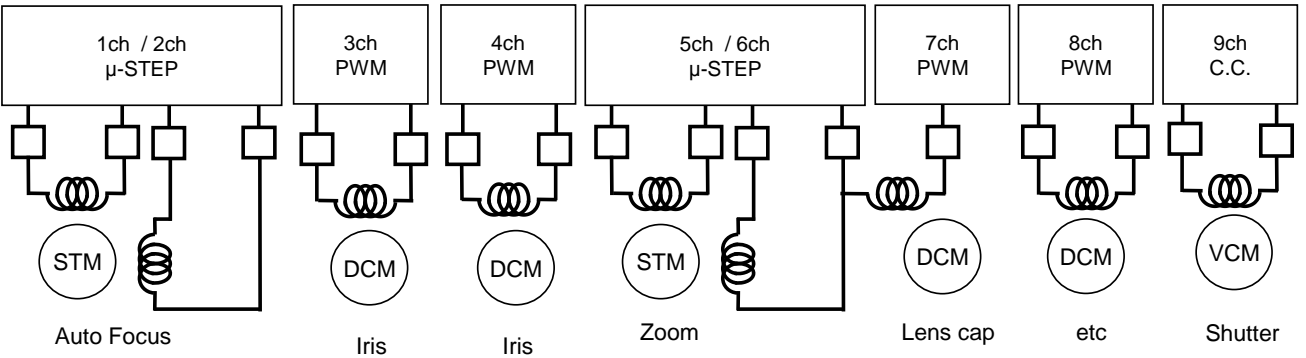 1ch / 2ch
μ-STEP
3ch
PWM
4ch
PWM
5ch / 6ch
μ-STEP
7ch
PWM
8ch
PWM
9ch
C.C.
STM
DCM
DCM
STM
DCM
DCM
VCM
Auto Focus
Iris
Iris
Zoom
Lens cap
etc
Shutter